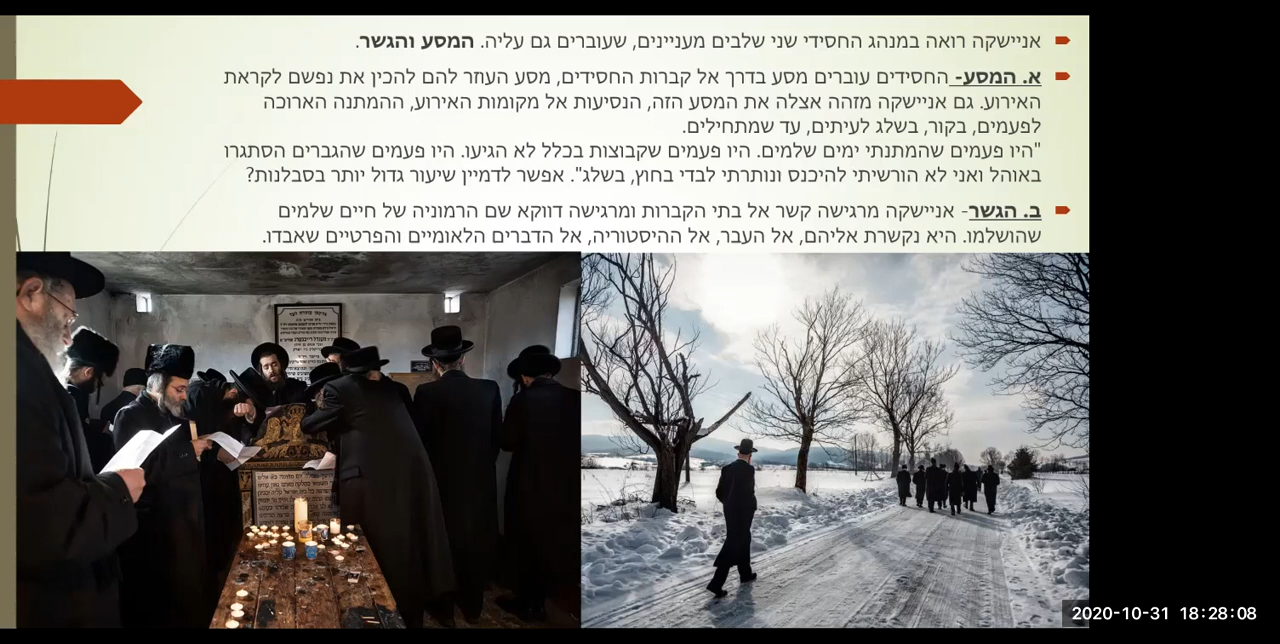 אניישקה רואה במנהג החסידי שני שלבים מעניינים, שעוברים גם עליה. המסע והגשר.
א. המסע- החסידים עוברים מסע בדרך אל קברות החסידים, מסע העוזר להם להכין את נפשם לקראת
האירוע. גם אניישקה מזהה אצלה את המסע הזה, הנסיעות אל מקומות האירוע, ההמתנה הארוכה
לפעמים, בקור, בשלג לעיתים, עד שמתחילים.
"היו פעמים שהמתנתי ימים שלמים. היו פעמים שקבוצות בכלל לא הגיעו. היו פעמים שהגברים הסתגרו
באוהל ואני לא הורשיתי להיכנס ונותרתי לבדי בחוץ, בשלג". אפשר לדמיין שיעור גדול יותר בסבלנות?
ב. הגשר- אניישקה מרגישה קשר אל בתי הקברות ומרגישה דווקא שם הרמוניה של חיים שלמים
שהושלמו. היא נקשרת אליהם, אל העבר, אל ההיסטוריה, אל הדברים הלאומיים והפרטיים שאבדו.
2020-10-31 18:28:08